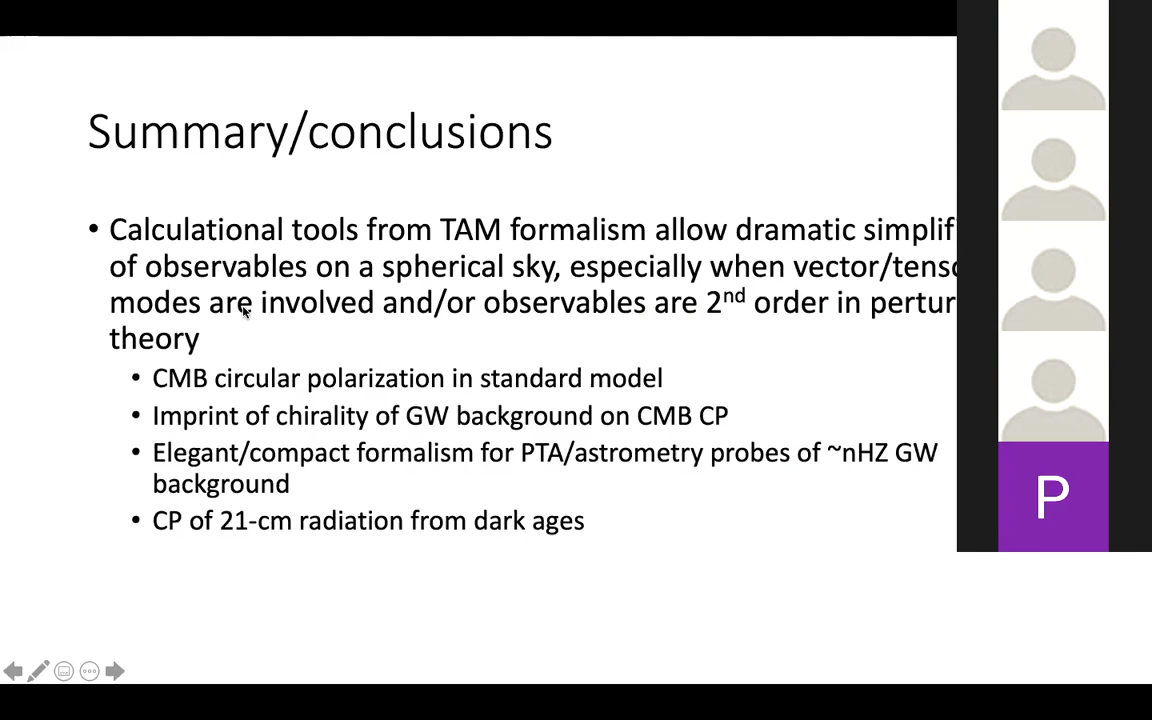 Summary/conclusions
• Calculational tools from TAM formalism allow dramatic simplif
of observables on a spherical sky, especially when vector/tens
modes are involved and/or observables are 2nd order in pertur
theory
• CMB circular polarization in standard model
• Imprint of chirality of GW background on CMB CP
• Elegant/compact formalism for PTA/astrometry probes of ~nHZ GW
background
• CP of 21-cm radiation from dark ages
P